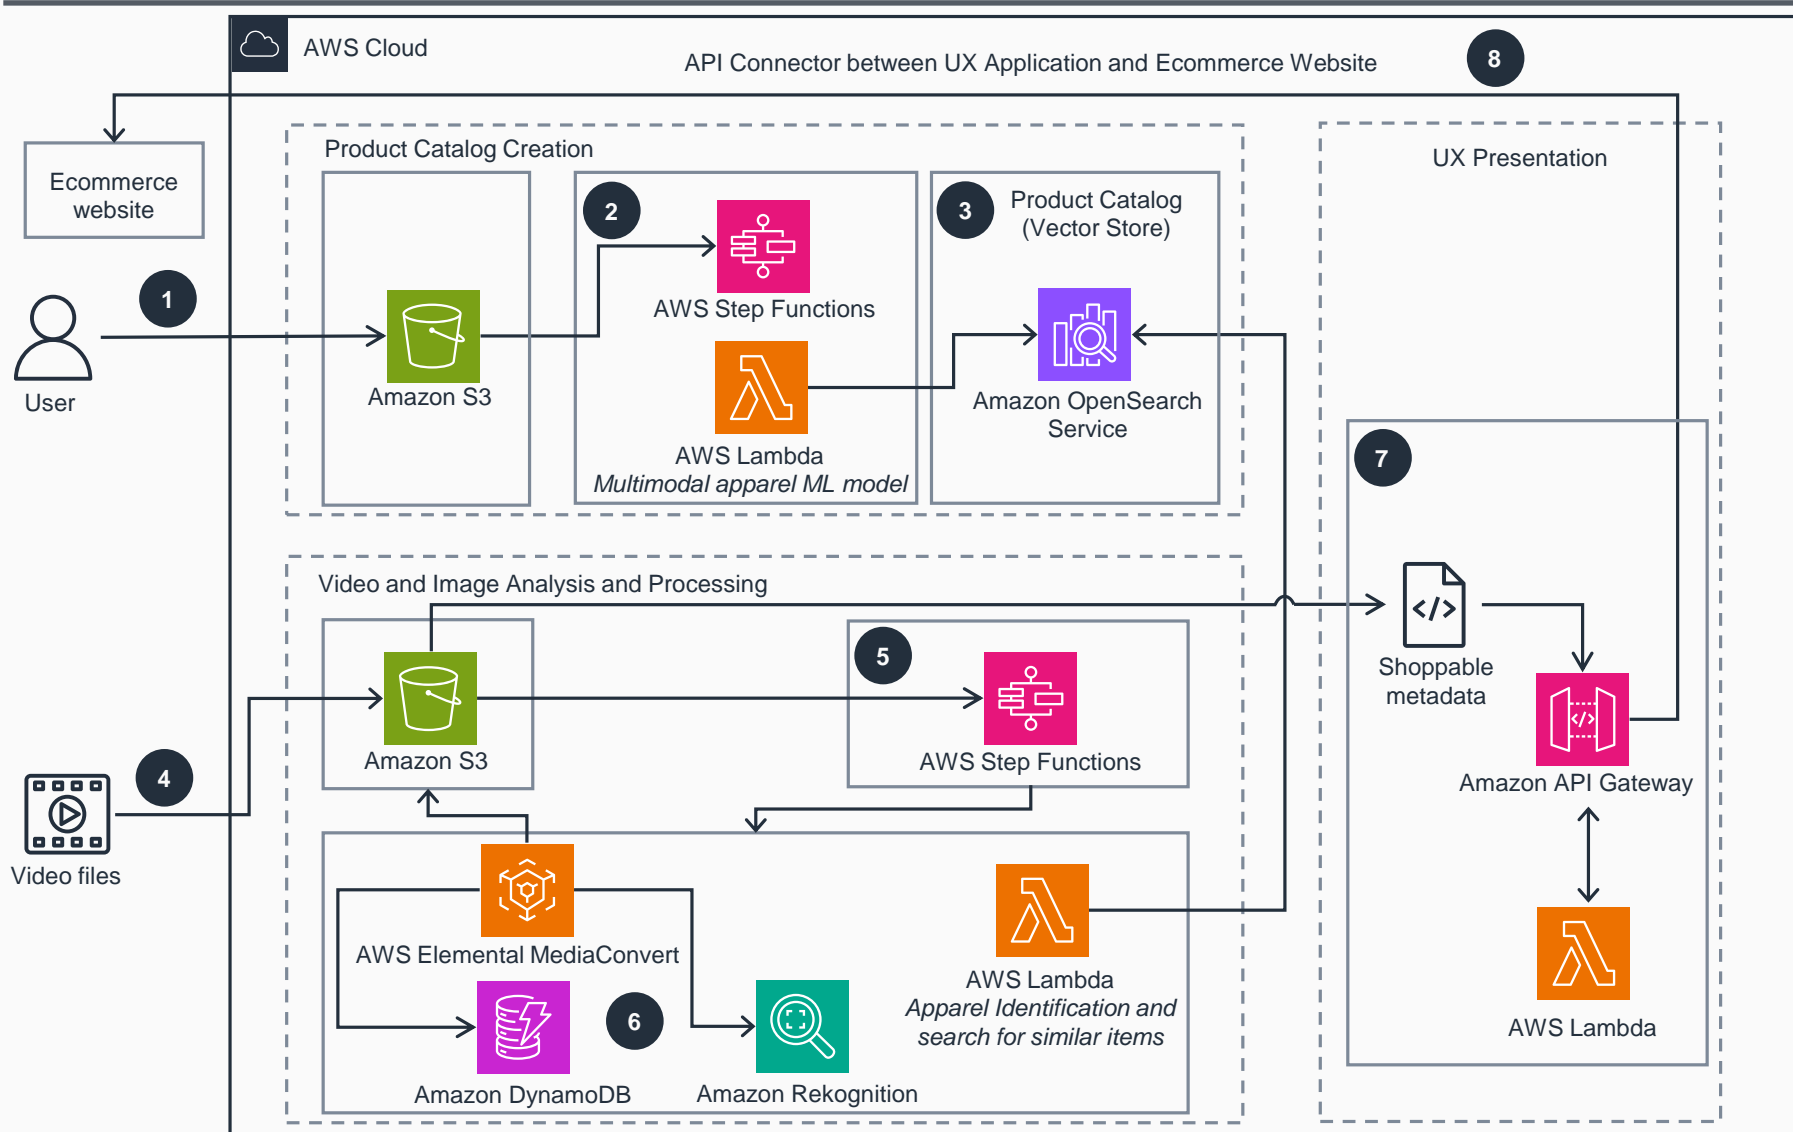 AWS Cloud
API Connector between UX Application and Ecommerce Website
8
Ecommerce
website
Product Catalog Creation
UX Presentation
1
User
Amazon S3
2
AWS Step Functions
AWS Lambda
Multimodal apparel ML model
3
Product Catalog
(Vector Store)
Amazon OpenSearch
Service
Video and Image Analysis and Processing
4
Video files
Amazon S3
5
AWS Step Functions
AWS Elemental MediaConvert
6
Amazon DynamoDB
Amazon Rekognition
AWS Lambda
Apparel Identification and
search for similar items
7
</>
Shoppable
metadata
</>
Amazon API Gateway
AWS Lambda